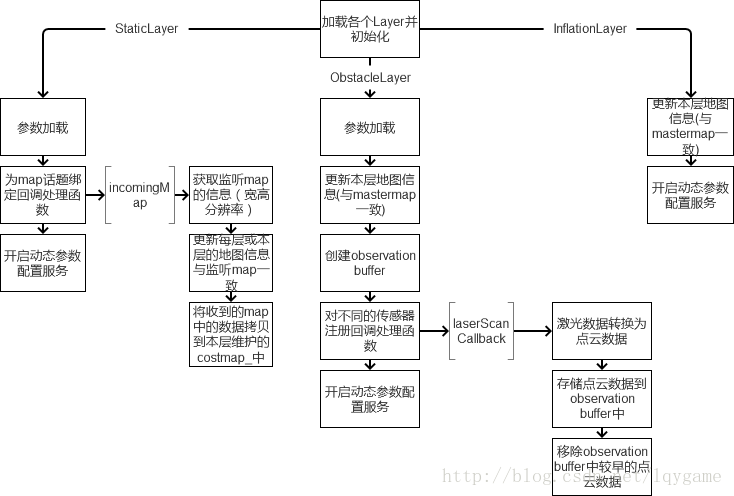 加载各个Layer并
初始化
StaticLayer
ObstacleLayer
InflationLayer
参数加载
为map话题绑
定回调处理函
数
开启动态参数
配置服务
incomingM
ap
获取监听map
的信息（宽高
分辨率）
更新每层或本
层的地图信息
与监听map一
致
将收到的map
中的数据拷贝
到本层维护的
costmap_中
参数加载
更新本层地图信
息(与mastermap
一致)
创建observation
buffer
对不同的传感器
注册回调处理函
数
开启动态参数配
置服务
laserScan
Callback
激光数据转换为
点云数据
存储点云数据到
observation
buffer中
移除observation
buffer中较早的点
云数据
更新本层地图
信息(与
mastermap一
致)
开启动态参数
配置服务
http://blog.csdn.net/lqygame